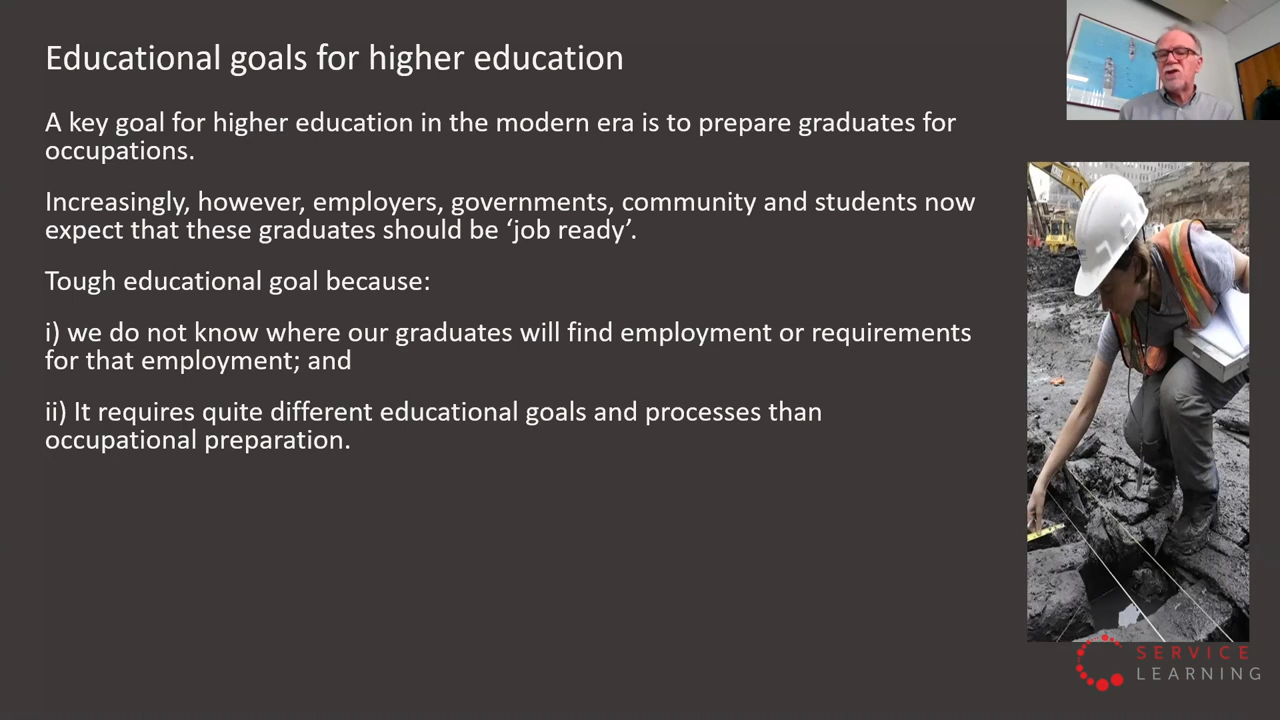 Educational goals for higher education
A key goal for higher education in the modern era is to prepare graduates for
occupations.
Increasingly, however, employers, governments, community and students now
expect that these graduates should be ‘job ready’.
Tough educational goal because:
i) we do not know where our graduates will find employment or requirements
for that employment; and
ii) It requires quite different educational goals and processes than
occupational preparation.
SERVICE
LEARNING